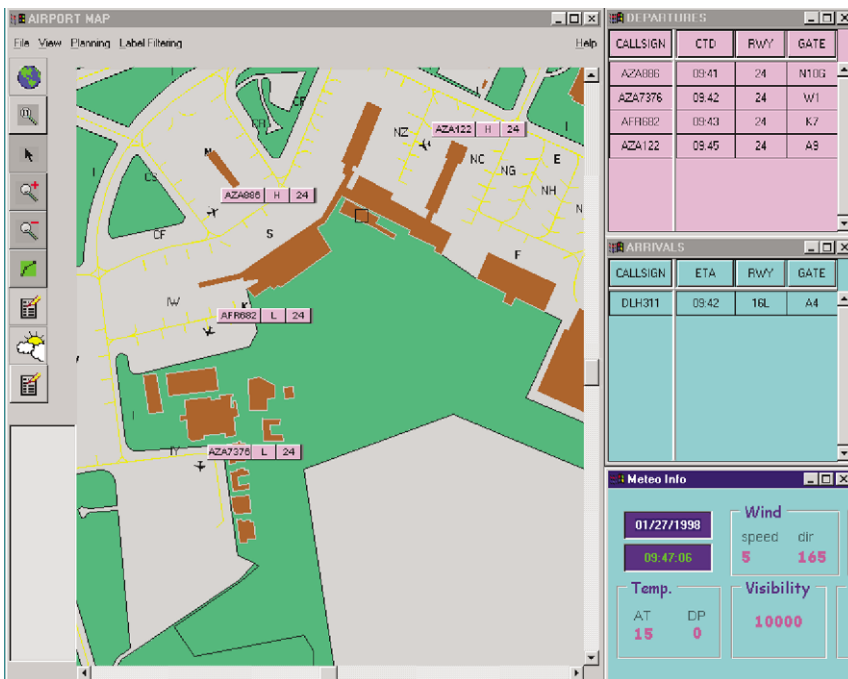 AIRPORT MAP
File View Planning Label Filtering Help
CB
NZ
AZA122 H 24
NC
E
NG
NH
N
CS
AZA886 H 24
CF
S
F
IW
K
AFR682 L 24
AZA7376 L 24
IY
DEPARTURES
CALLSIGN CTD RWY GATE
AZA886 09:41 24 N10G
AZA7376 09:42 24 W1
AFR682 09:43 24 K7
AZA122 09:45 24 A9
ARRIVALS
CALLSIGN ETA RWY GATE
DLH311 09:42 16L A4
Meteo Info
01/27/1998
09:47:06
Wind
speed dir
5 165
Temp.
AT DP
15 0
Visibility
10000